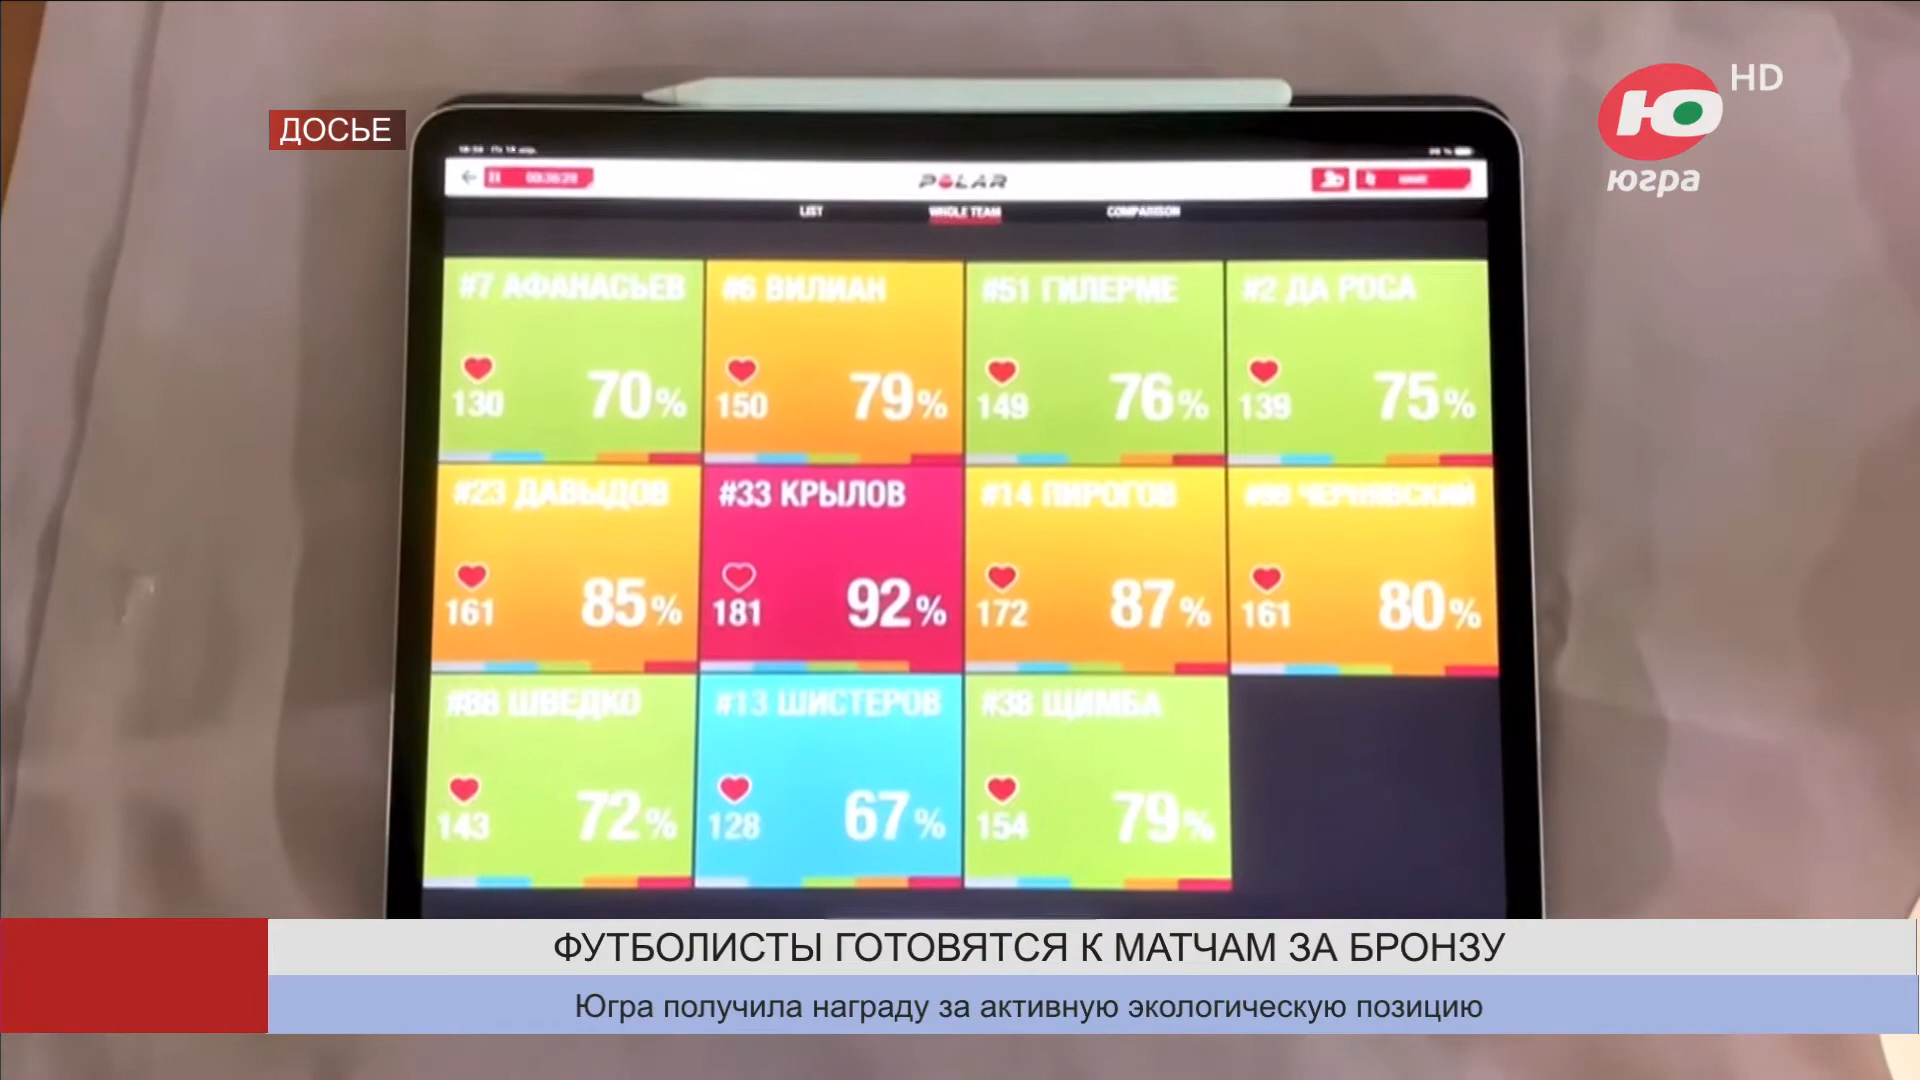 HD
ДОСЬЕ
югра
POLAR
LIST
WHOLE TEAM
COMPARISON
#7 АФАНАСЬЕВ
130
70%
#6 ВИЛИАН
150
79%
#51 ГИЛЕРМЕ
149
76%
#2 ДА РОСА
139
75%
#23 ДАВЫДОВ
161
85%
#33 КРЫЛОВ
181
92%
#14 ПИРОГОВ
172
87%
ЧЕРНЯВСКИЙ
161
80%
#88 ШВЕДКО
143
72%
#13 ШИСТЕРОВ
128
67%
#38 ЩИМБА
154
79%
ФУТБОЛИСТЫ ГОТОВЯТСЯ К МАТЧАМ ЗА БРОНЗУ
Югра получила награду за активную экологическую позицию